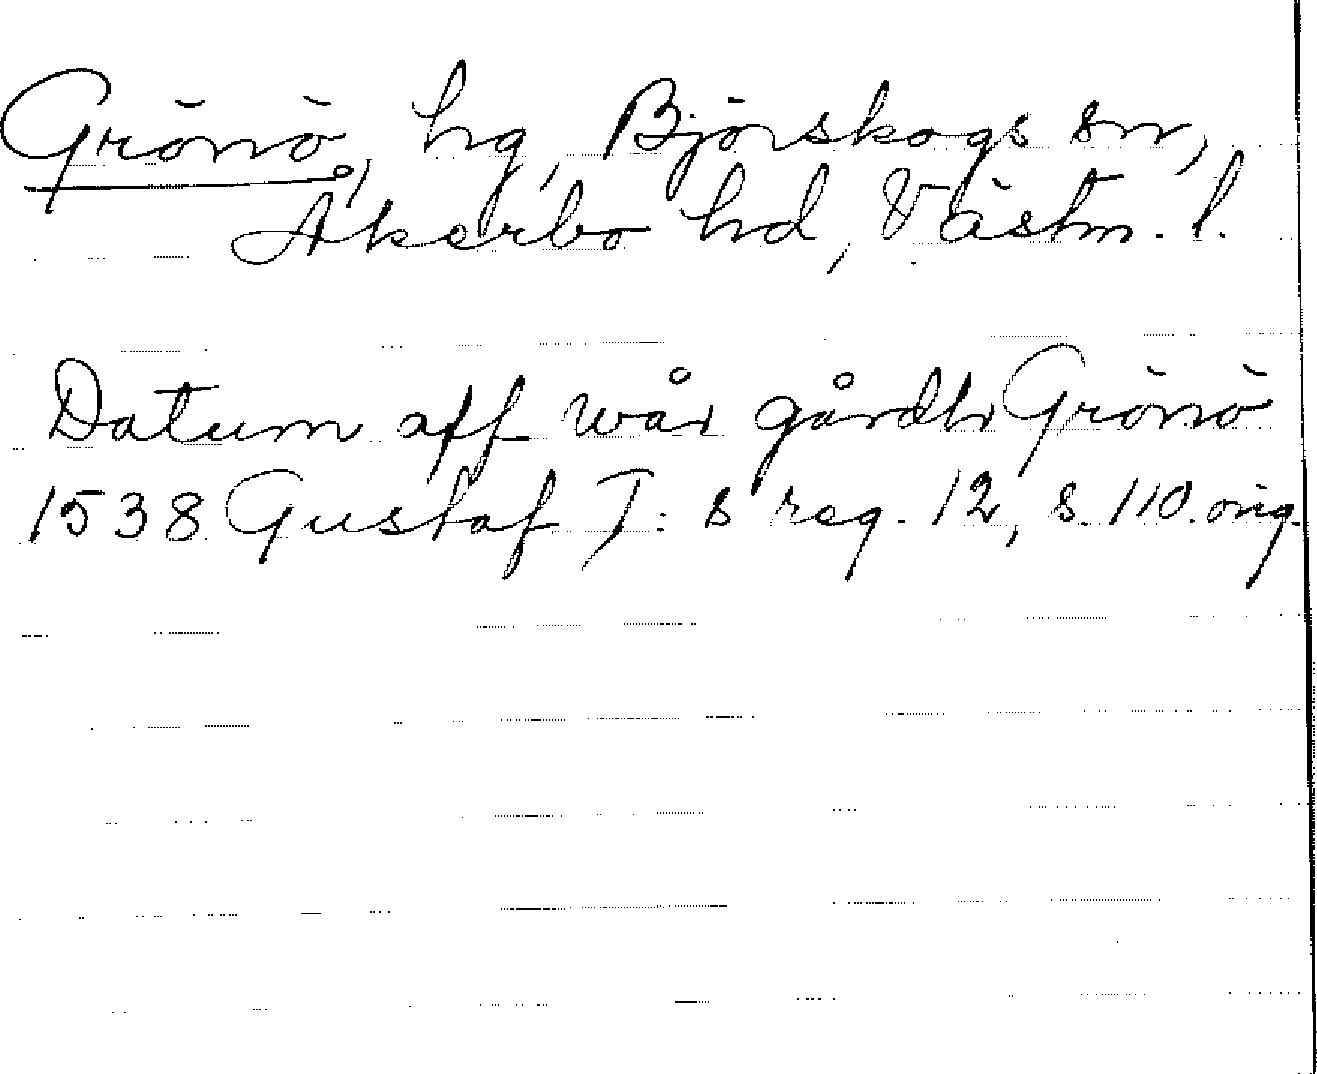 Grönö, hg, Björskogs sn,
Åkerbo hd, Västm. l.
Datum aff wår gårdh Grönö
1538 Gustaf I: s reg. 12, s. 110. orig.